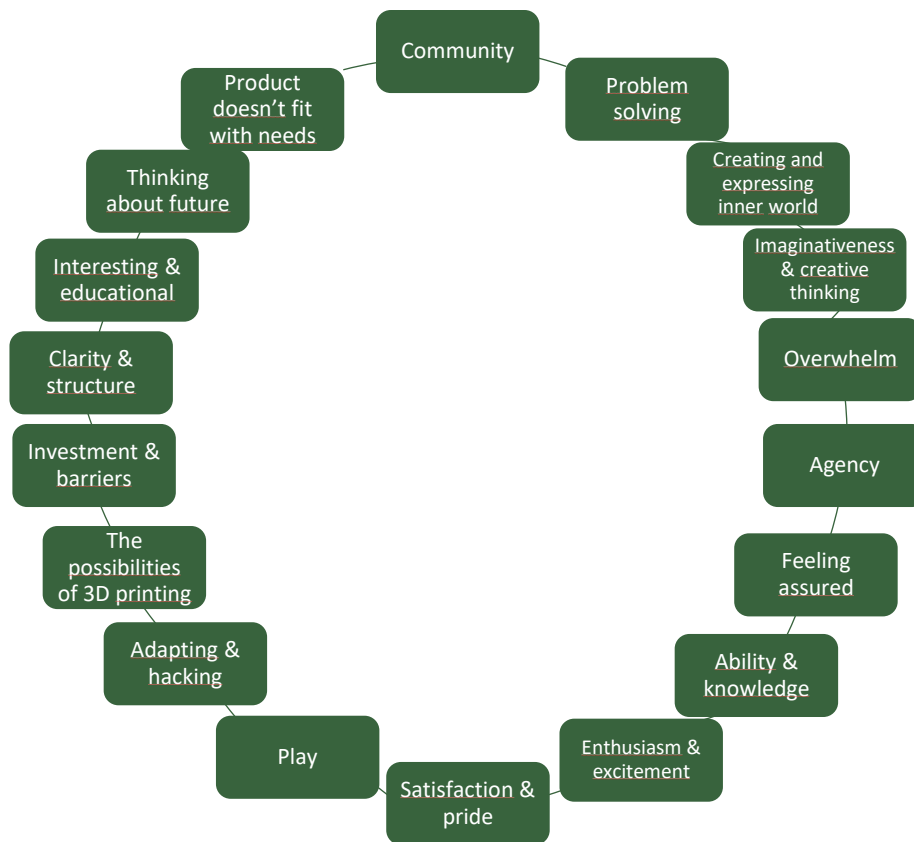 Community
Problem
solving
Creating and
expressing
inner world
Imaginativeness
& creative
thinking
Overwhelm
Agency
Feeling
assured
Ability &
knowledge
Enthusiasm &
excitement
Satisfaction &
pride
Play
Adapting &
hacking
The
possibilities
of 3D printing
Investment &
barriers
Clarity &
structure
Interesting &
educational
Thinking
about future
Product
doesn’t fit
with needs